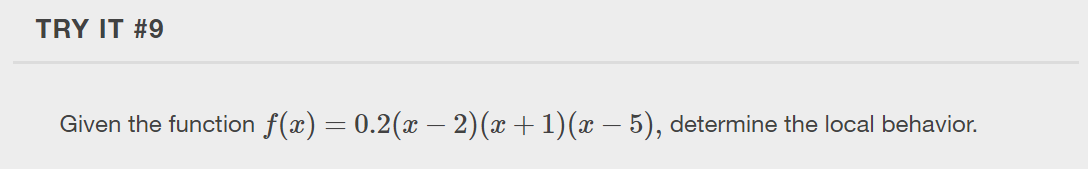 TRY IT #9
Given the function f(x) = 0.2(x − 2)(x + 1)(x − 5), determine the local behavior.